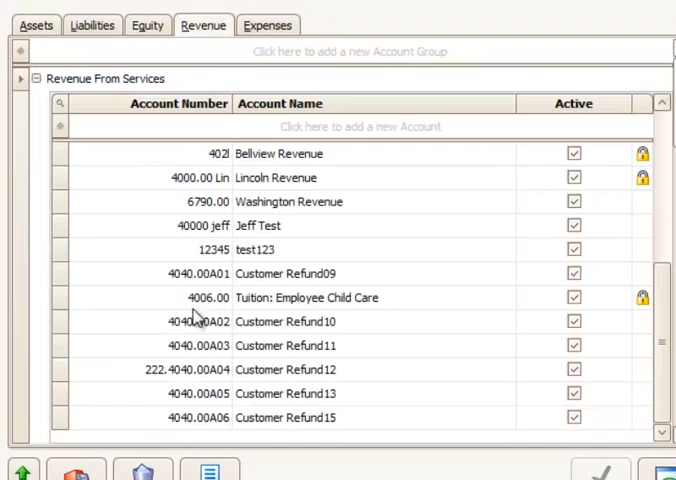 Assets Liabilities Equity Revenue Expenses
Click here to add a new Account Group
Revenue From Services
Account Number Account Name Active
Click here to add a new Account
402l Bellview Revenue
4000.00 Lin Lincoln Revenue
6790.00 Washington Revenue
40000 jeff Jeff Test
12345 test123
4040.00A01 Customer Refund09
4006.00 Tuition: Employee Child Care
4040.00A02 Customer Refund10
4040.00A03 Customer Refund11
222.4040.00A04 Customer Refund12
4040.00A05 Customer Refund13
4040.00A06 Customer Refund15